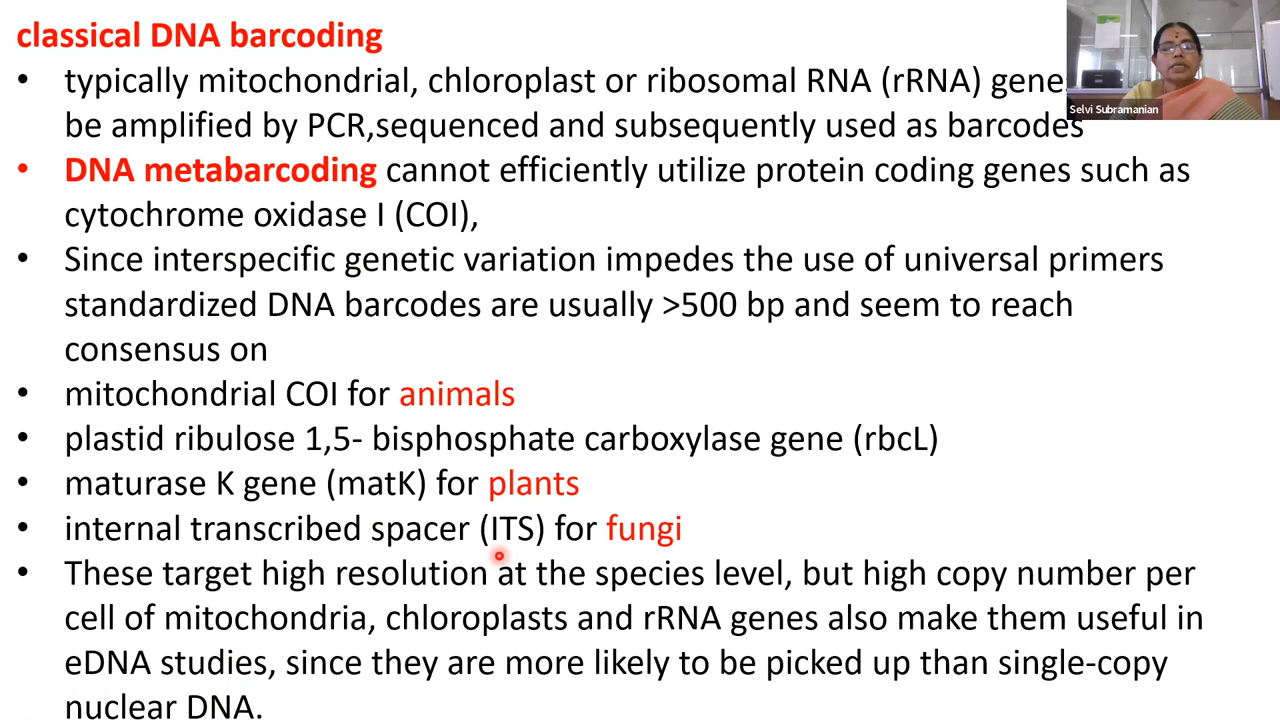 classical DNA barcoding
• typically mitochondrial, chloroplast or ribosomal RNA (rRNA) gene
be amplified by PCR,sequenced and subsequently used as barcodes
• DNA metabarcoding cannot efficiently utilize protein coding genes such as
cytochrome oxidase I (COI),
• Since interspecific genetic variation impedes the use of universal primers
standardized DNA barcodes are usually >500 bp and seem to reach
consensus on
• mitochondrial COI for animals
• plastid ribulose 1,5- bisphosphate carboxylase gene (rbcL)
• maturase K gene (matK) for plants
• internal transcribed spacer (ITS) for fungi
• These target high resolution at the species level, but high copy number per
cell of mitochondria, chloroplasts and rRNA genes also make them useful in
eDNA studies, since they are more likely to be picked up than single-copy
nuclear DNA.
Selvi Subramanian